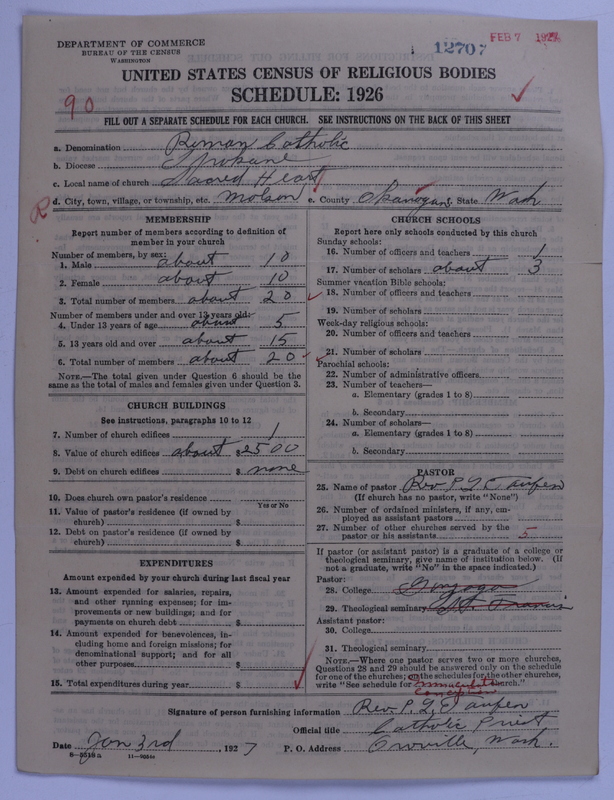 DEPARTMENT OF COMMERCE
BUREAU OF THE CENSUS
WASHINGTON
12707
FEB 7 1927
UNITED STATES CENSUS OF RELIGIOUS BODIES
SCHEDULE: 1926
90
FILL OUT A SEPARATE SCHEDULE FOR EACH CHURCH. SEE INSTRUCTIONS ON THE BACK OF THIS SHEET
a. Denomination Roman Catholic
b. Diocese Spokane
c. Local name of church Sacred Heart
R d. City, town, village, or township, etc. Molson e. County Okanogan f. State Wash
MEMBERSHIP
Report number of members according to definition of
member in your church
Number of members, by sex:
1. Male about 10
2. Female about 10
3. Total number of members about 20
Number of members under and over 13 years old:
4. Under 13 years of age about 5
5. 13 years old and over about 15
6. Total number of members about 20
NOTE.—The total given under Question 6 should be
same as the total of males and females given under Question 3.
CHURCH BUILDINGS
See instructions, paragraphs 10 to 12
7. Number of church edifices 1
8. Value of church edifices about $2500
9. Debt on church edifices $ none
10. Does church own pastor's residence
Yes or No
11. Value of pastor's residence (if owned by
church) $
12. Debt on pastor's residence (if owned by
church) $
EXPENDITURES
Amount expended by your church during last fiscal year
13. Amount expended for salaries, repairs,
and other running expenses; for im-
provements or new buildings; and for
payments on church debt $
14. Amount expended for benevolences, in-
cluding home and foreign missions; for
denominational support; and for all
other purposes $
15. Total expenditures during year $
CHURCH SCHOOLS
Report here only schools conducted by this church
Sunday schools:
16. Number of officers and teachers 1
17. Number of scholars about 3
Summer vacation Bible schools:
18. Number of officers and teachers
19. Number of scholars
Week-day religious schools:
20. Number of officers and teachers
21. Number of scholars
Parochial schools:
22. Number of administrative officers
23. Number of teachers—
a. Elementary (grades 1 to 8)
b. Secondary
24. Number of scholars—
a. Elementary (grades 1 to 8)
b. Secondary
PASTOR
25. Name of pastor Rev. P.
(If church has no pastor, write "None")
26. Number of ordained ministers, if any, em-
ployed as assistant pastors
27. Number of other churches served by the
pastor or his assistants 5
If pastor (or assistant pastor) is a graduate of a college or
theological seminary, give name of institution below. (If
not a graduate, write "No" in the space indicated.)
Pastor:
28. College Gonzaga
29. Theological seminary St. Francis
Assistant pastor:
30. College
31. Theological seminary
NOTE.—Where one pastor serves two or more churches,
Questions 28 and 29 should be answered only on the schedule
for one of the churches; on the schedules for the other churches,
write "See schedule for Immaculate church."
Conception
Signature of person furnishing information Rev. P.
Official title Catholic Priest
Date Jan 3rd, 1927 P. O. Address Oroville, Wash.
8—5518a 11—9554a